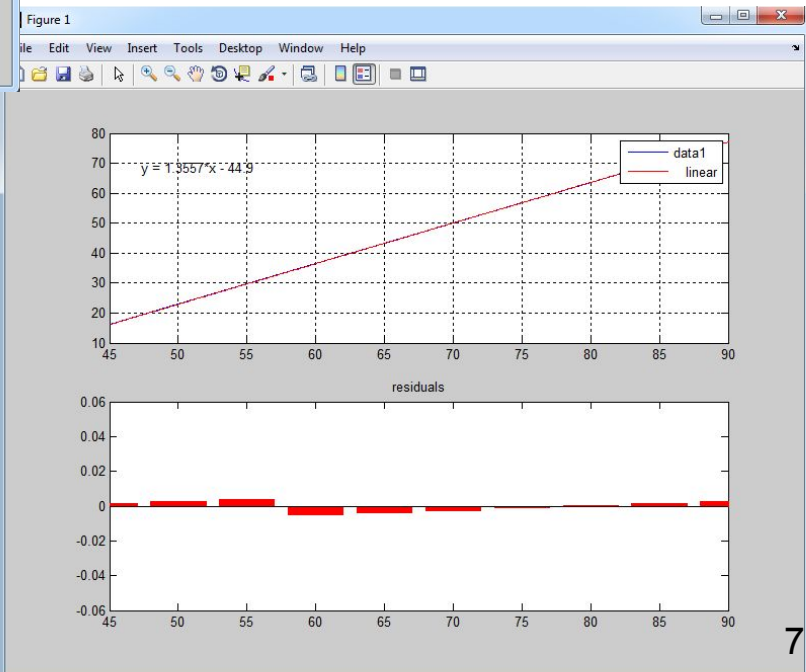 Figure 1
ile Edit View Insert Tools Desktop Window Help
80
70
60
50
40
30
20
10
y = 1.3557*x - 44.9
data1
linear
45 50 55 60 65 70 75 80 85 90
residuals
0.06
0.04
0.02
0
-0.02
-0.04
-0.06
45 50 55 60 65 70 75 80 85 90
7